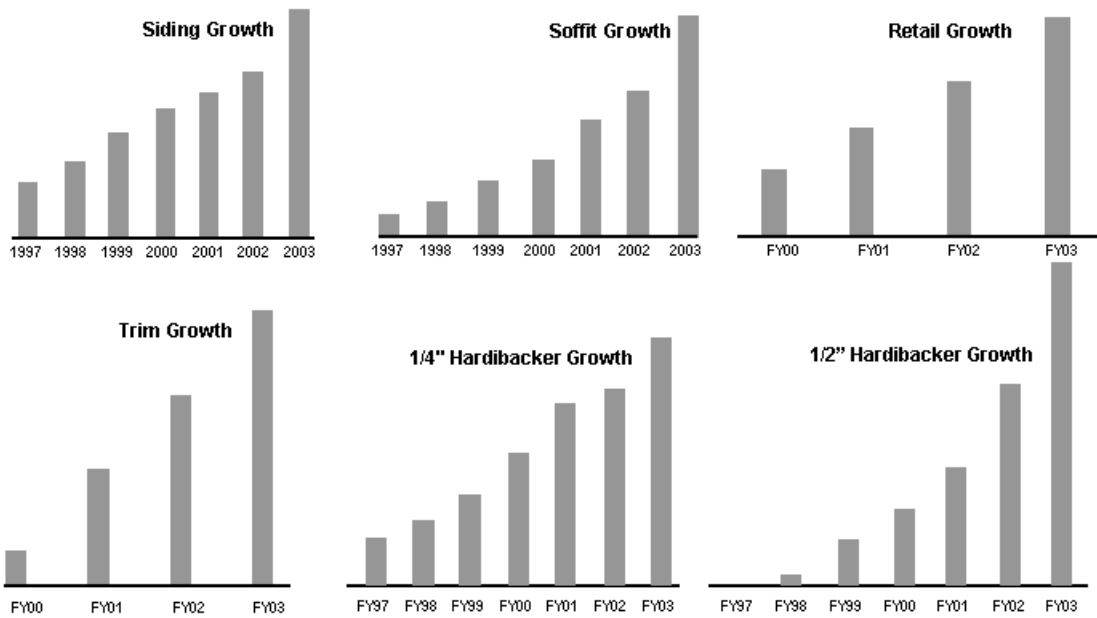 Siding Growth
1997 1998 1999 2000 2001 2002 2003
Soffit Growth
1997 1998 1999 2000 2001 2002 2003
Retail Growth
FY00 FY01 FY02 FY03
Trim Growth
FY00 FY01 FY02 FY03
1/4" Hardibacker Growth
FY97 FY98 FY99 FY00 FY01 FY02 FY03
1/2” Hardibacker Growth
FY97 FY98 FY99 FY00 FY01 FY02 FY03